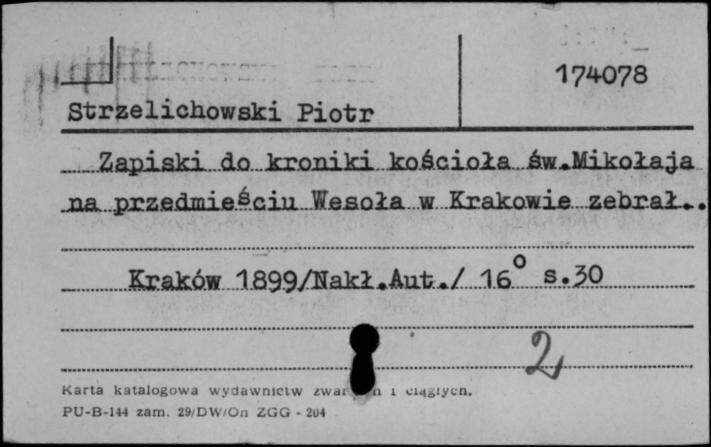 174078
Strzelichowski Piotr
Zapiski do kroniki kościoła św.Mikołaja
na przedmieściu Wesoła w Krakowie zebrał..
Kraków 1899/Nakł.Aut./ 16° s.30
2
Karta katalogowa wydawnictw i ciągłych.
PU-B-144 zam. 29/DW/On ZGG - 204